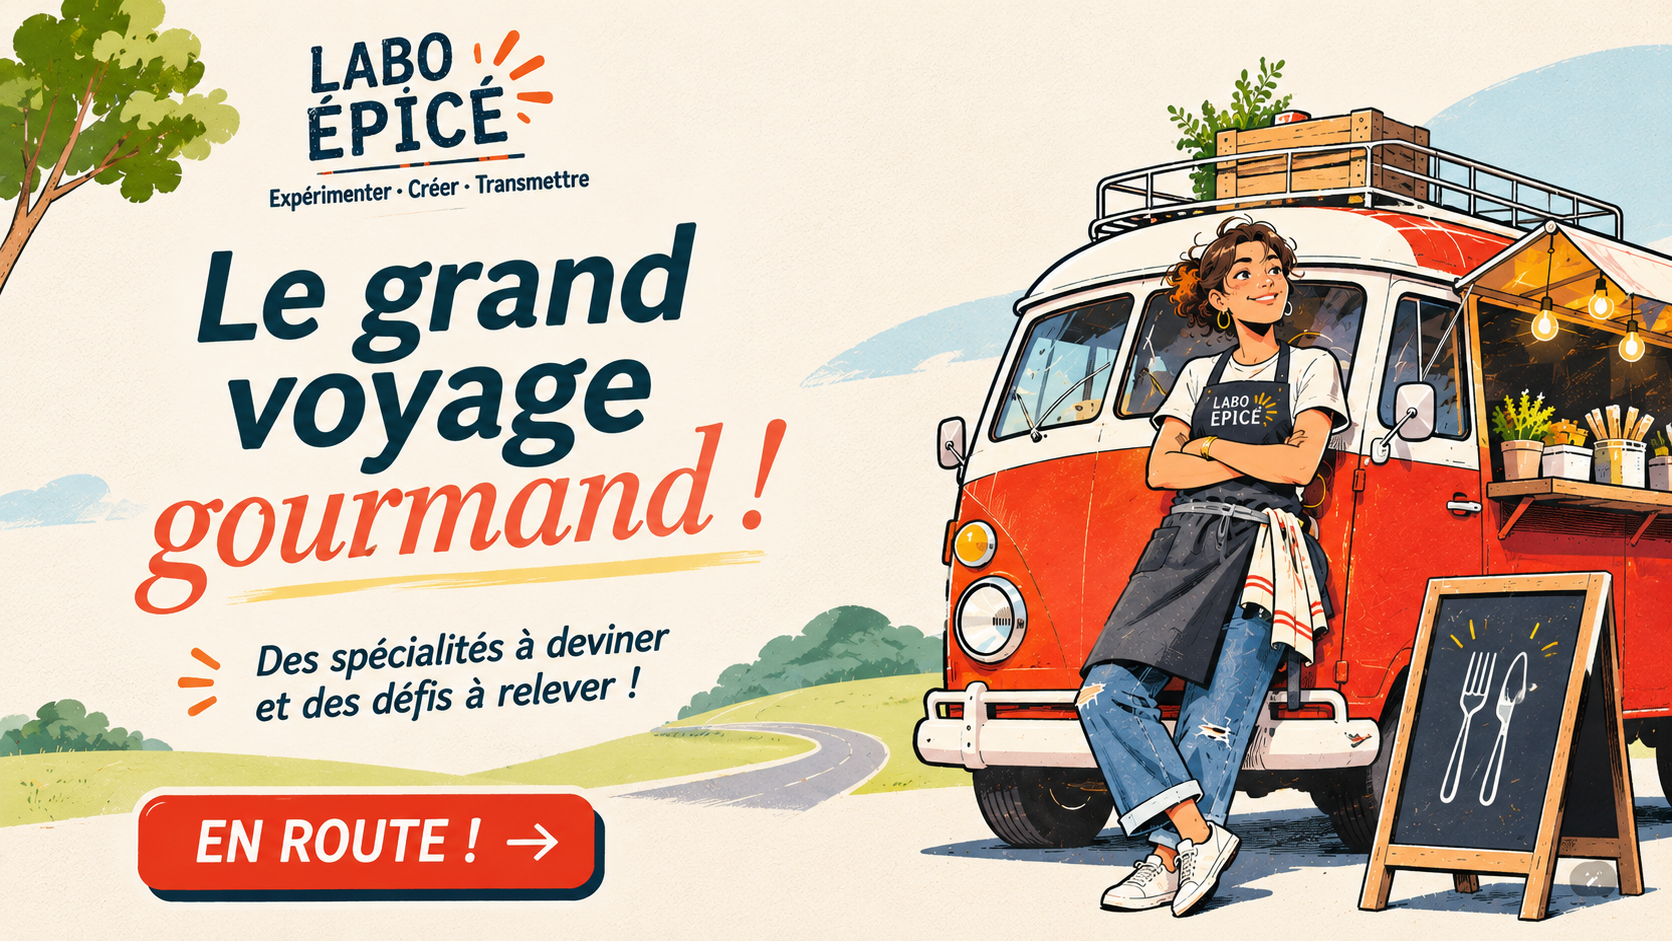 LABO
ÉPICÉ
Expérimenter · Créer · Transmettre
Le grand
voyage
gourmand !
Des spécialités à deviner
et des défis à relever !
EN ROUTE ! →
LABO
ÉPICÉ